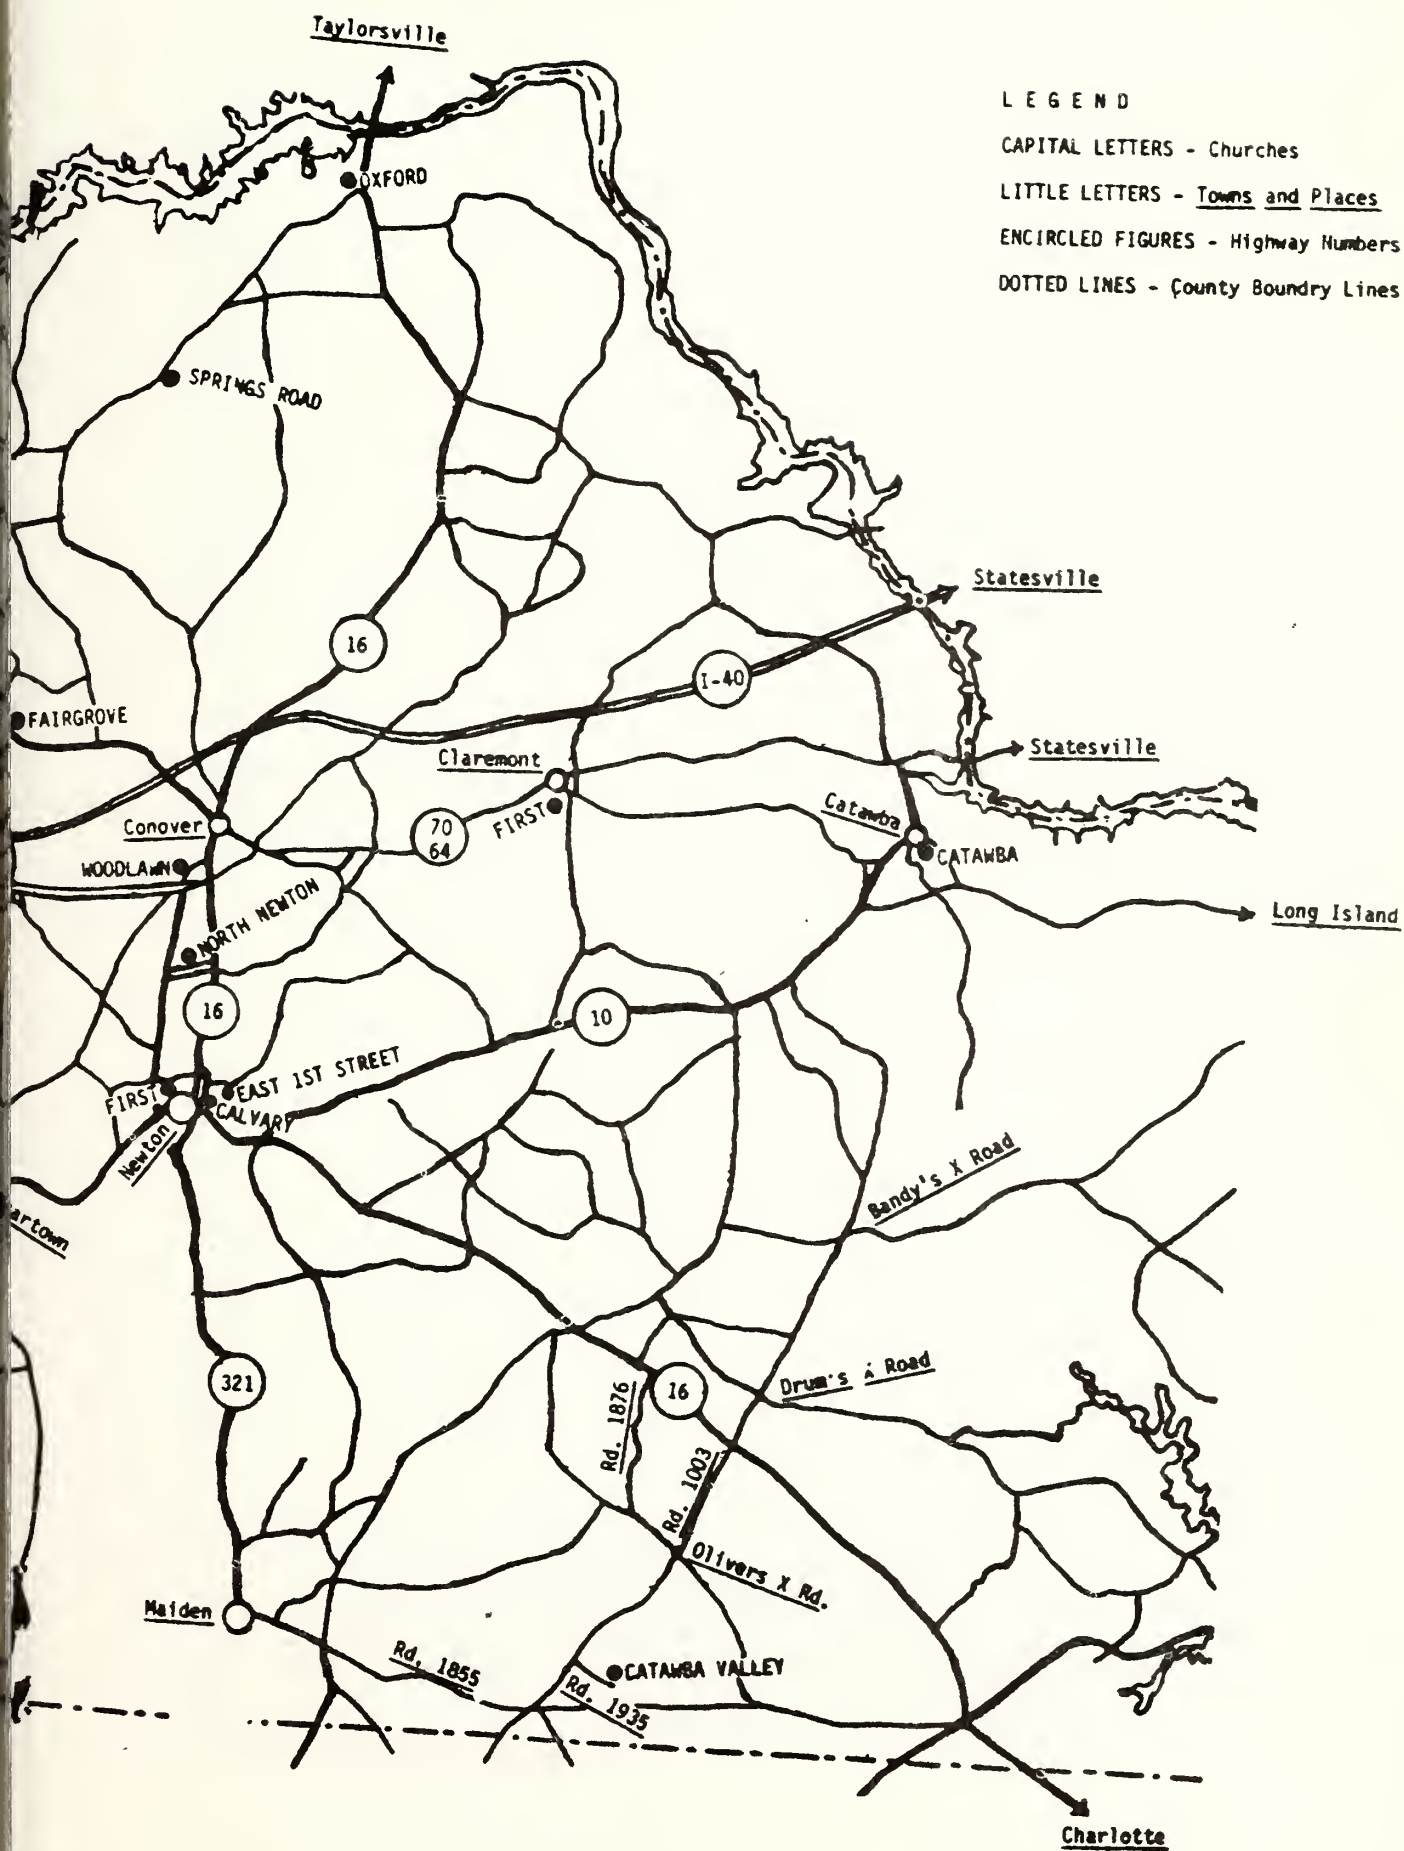 Taylorsville
L E G E N D
CAPITAL LETTERS - Churches
LITTLE LETTERS - Towns and Places
ENCIRCLED FIGURES - Highway Numbers
DOTTED LINES - County Boundry Lines
OXFORD
SPRINGS ROAD
Statesville
16
I-40
FAIRGROVE
Statesville
Claremont
Catawba
FIRST
70
64
Conover
WOODLAWN
CATAWBA
NORTH NEWTON
Long Island
16
10
EAST 1ST STREET
FIRST
CALVARY
Newton
Bandy's X Road
artown
321
16
Drum's Road
Rd. 1876
Rd. 1003
Olivers X Rd.
Maiden
Rd. 1855
CATAWBA VALLEY
Rd. 1935
Charlotte